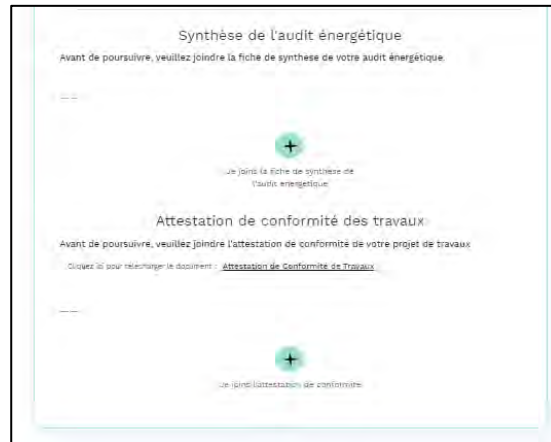 Synthèse de l'audit énergétique
Avant de poursuivre, veuillez joindre la fiche de synthese de votre audit énergétique.
Je joins la fiche de synthèse de
l'audit energetique
Attestation de conformité des travaux
Avant de poursuivre, veuillez joindre l'attestation de conformité de votre projet de travaux
Cliquez ici pour télécharger le document : Attestation de Conformité de Travaux
Je joins l'attestation de conformité